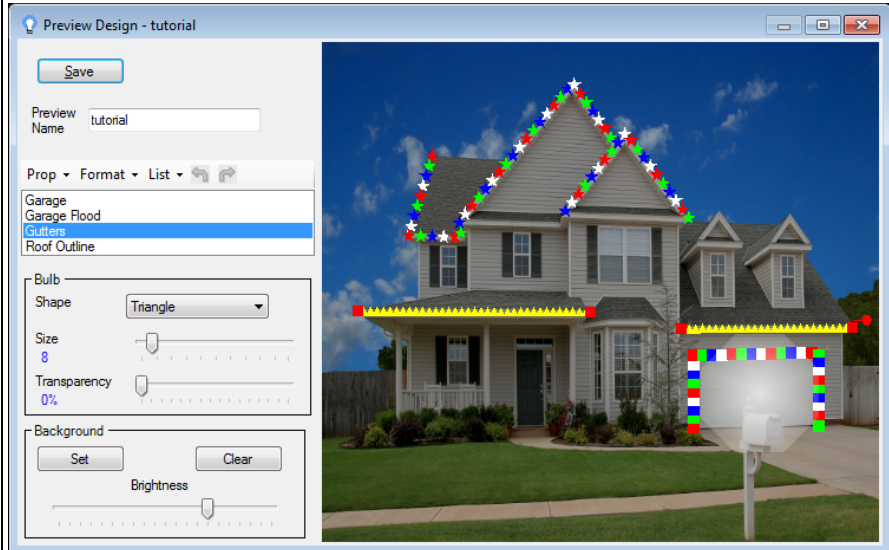 Preview Design - tutorial
Save
Preview Name
tutorial
Prop Format List
Garage
Garage Flood
Gutters
Roof Outline
Bulb
Shape
Triangle
Size
8
Transparency
0%
Background
Set Clear
Brightness